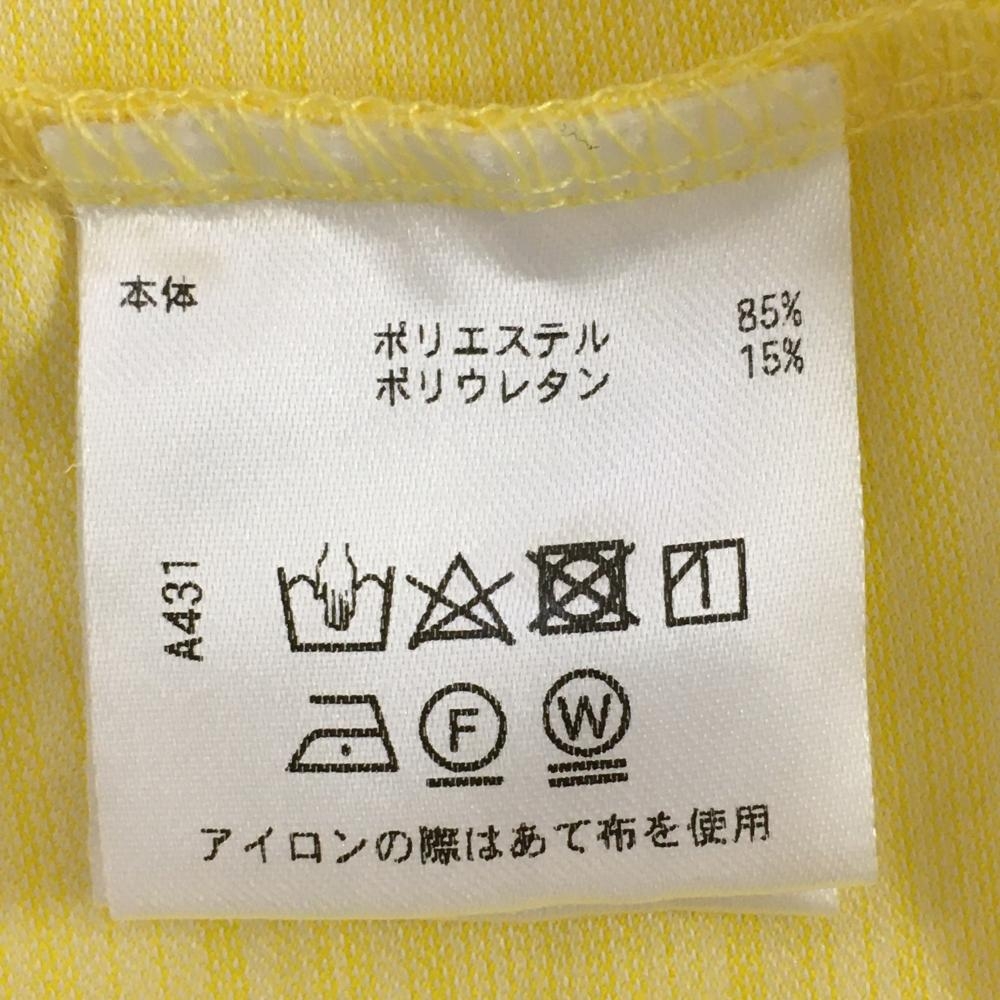 本体
ポリエステル 85%
ポリウレタン 15%
A431
F
W
アイロンの際はあて布を使用